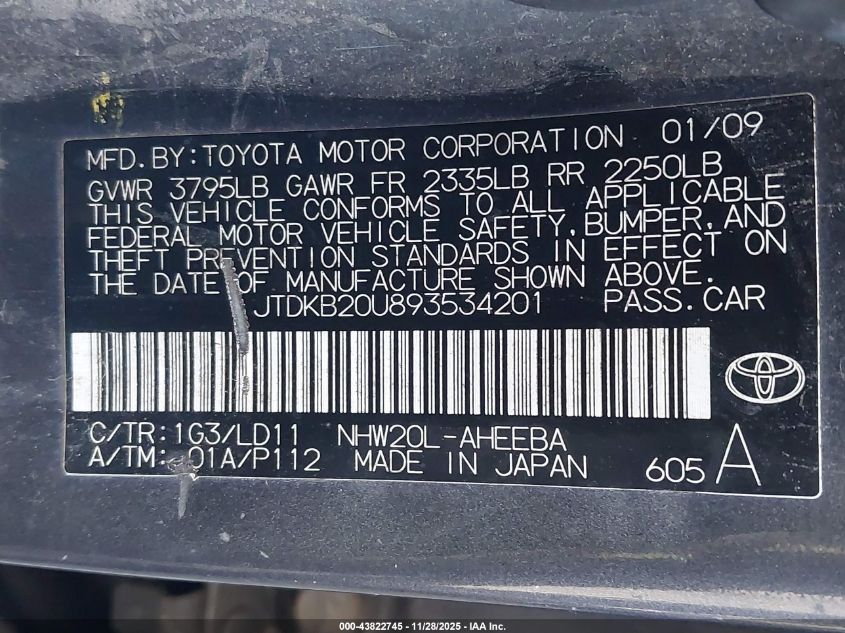 MFD.BY:TOYOTA MOTOR CORPORATION 01/09
GVWR 3795LB GAWR FR 2335LB RR 2250LB
THIS VEHICLE CONFORMS TO ALL APPLICABLE
FEDERAL MOTOR VEHICLE SAFETY,BUMPER,AND
THEFT PREVENTION STANDARDS IN EFFECT ON
THE DATE OF MANUFACTURE SHOWN ABOVE.
JTDKB20U893534201 PASS.CAR
C/TR:1G3/LD11 NHW20L-AHEEBA
A/TM: 01A/P112 MADE IN JAPAN 605 A
000-43822745 - 11/28/2025 - IAA Inc.